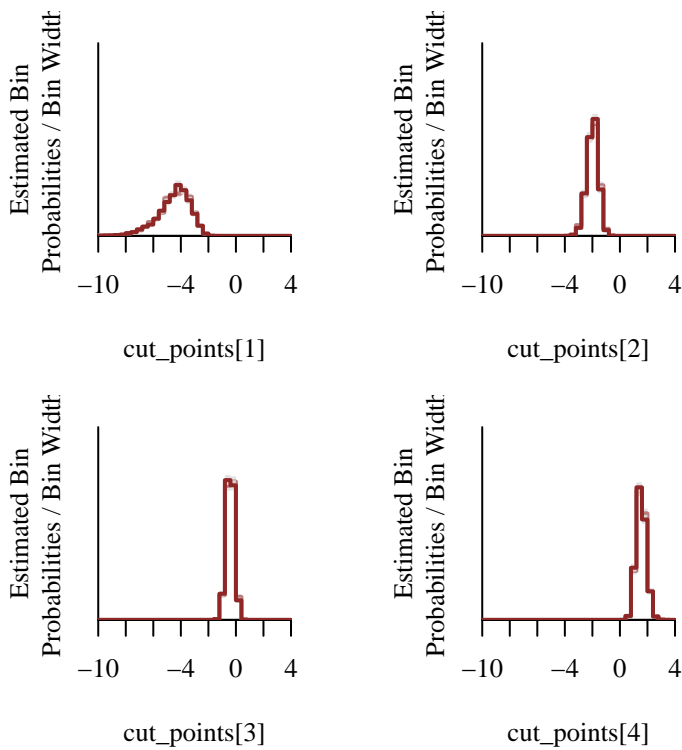 Estimated Bin
Probabilities / Bin Width
−10 −4 0 4
cut_points[1]
Estimated Bin
Probabilities / Bin Width
−10 −4 0 4
cut_points[2]
Estimated Bin
Probabilities / Bin Width
−10 −4 0 4
cut_points[3]
Estimated Bin
Probabilities / Bin Width
−10 −4 0 4
cut_points[4]